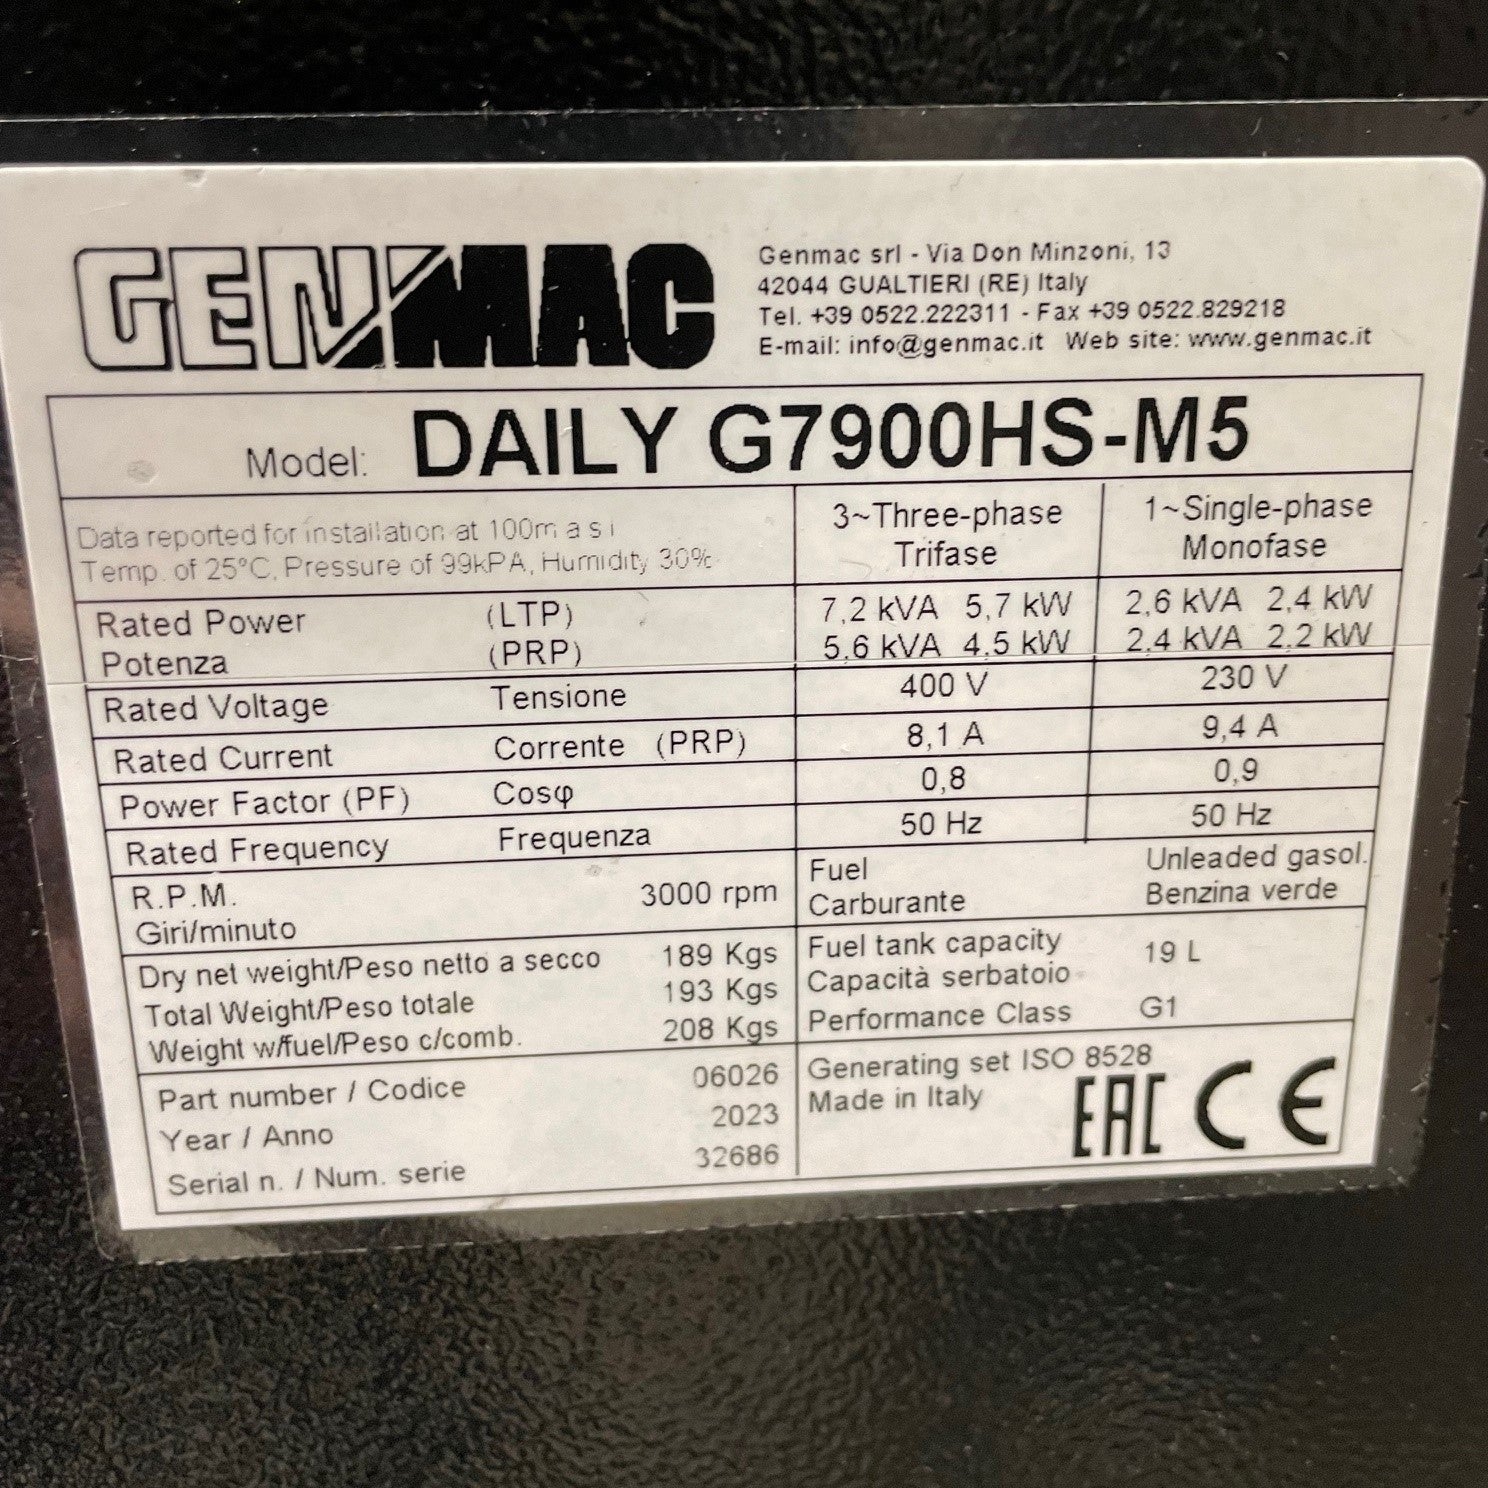 GENMAC
Genmac srl - Via Don Minzoni, 13
42044 GUALTIERI (RE) Italy
Tel. +39 0522.222311 - Fax +39 0522.829218
E-mail: info@genmac.it Web site: www.genmac.it
Model: DAILY G7900HS-M5
Data reported for installation at 100m a s l
Temp. of 25°C, Pressure of 99kPA, Humidity 30%
3~Three-phase
Trifase
1~Single-phase
Monofase
Rated Power (LTP) 7,2 kVA 5,7 kW 2,6 kVA 2,4 kW
Potenza (PRP) 5,6 kVA 4,5 kW 2,4 kVA 2,2 kW
Rated Voltage Tensione 400 V 230 V
Rated Current Corrente (PRP) 8,1 A 9,4 A
Power Factor (PF) Cosφ 0,8 0,9
Rated Frequency Frequenza 50 Hz 50 Hz
R.P.M. 3000 rpm
Giri/minuto
Fuel Unleaded gasol.
Carburante Benzina verde
Dry net weight/Peso netto a secco 189 Kgs
Total Weight/Peso totale 193 Kgs
Weight w/fuel/Peso c/comb. 208 Kgs
Fuel tank capacity 19 L
Capacità serbatoio
Performance Class G1
Part number / Codice 06026
Year / Anno 2023
Serial n. / Num. serie 32686
Generating set ISO 8528
Made in Italy
EAC CE